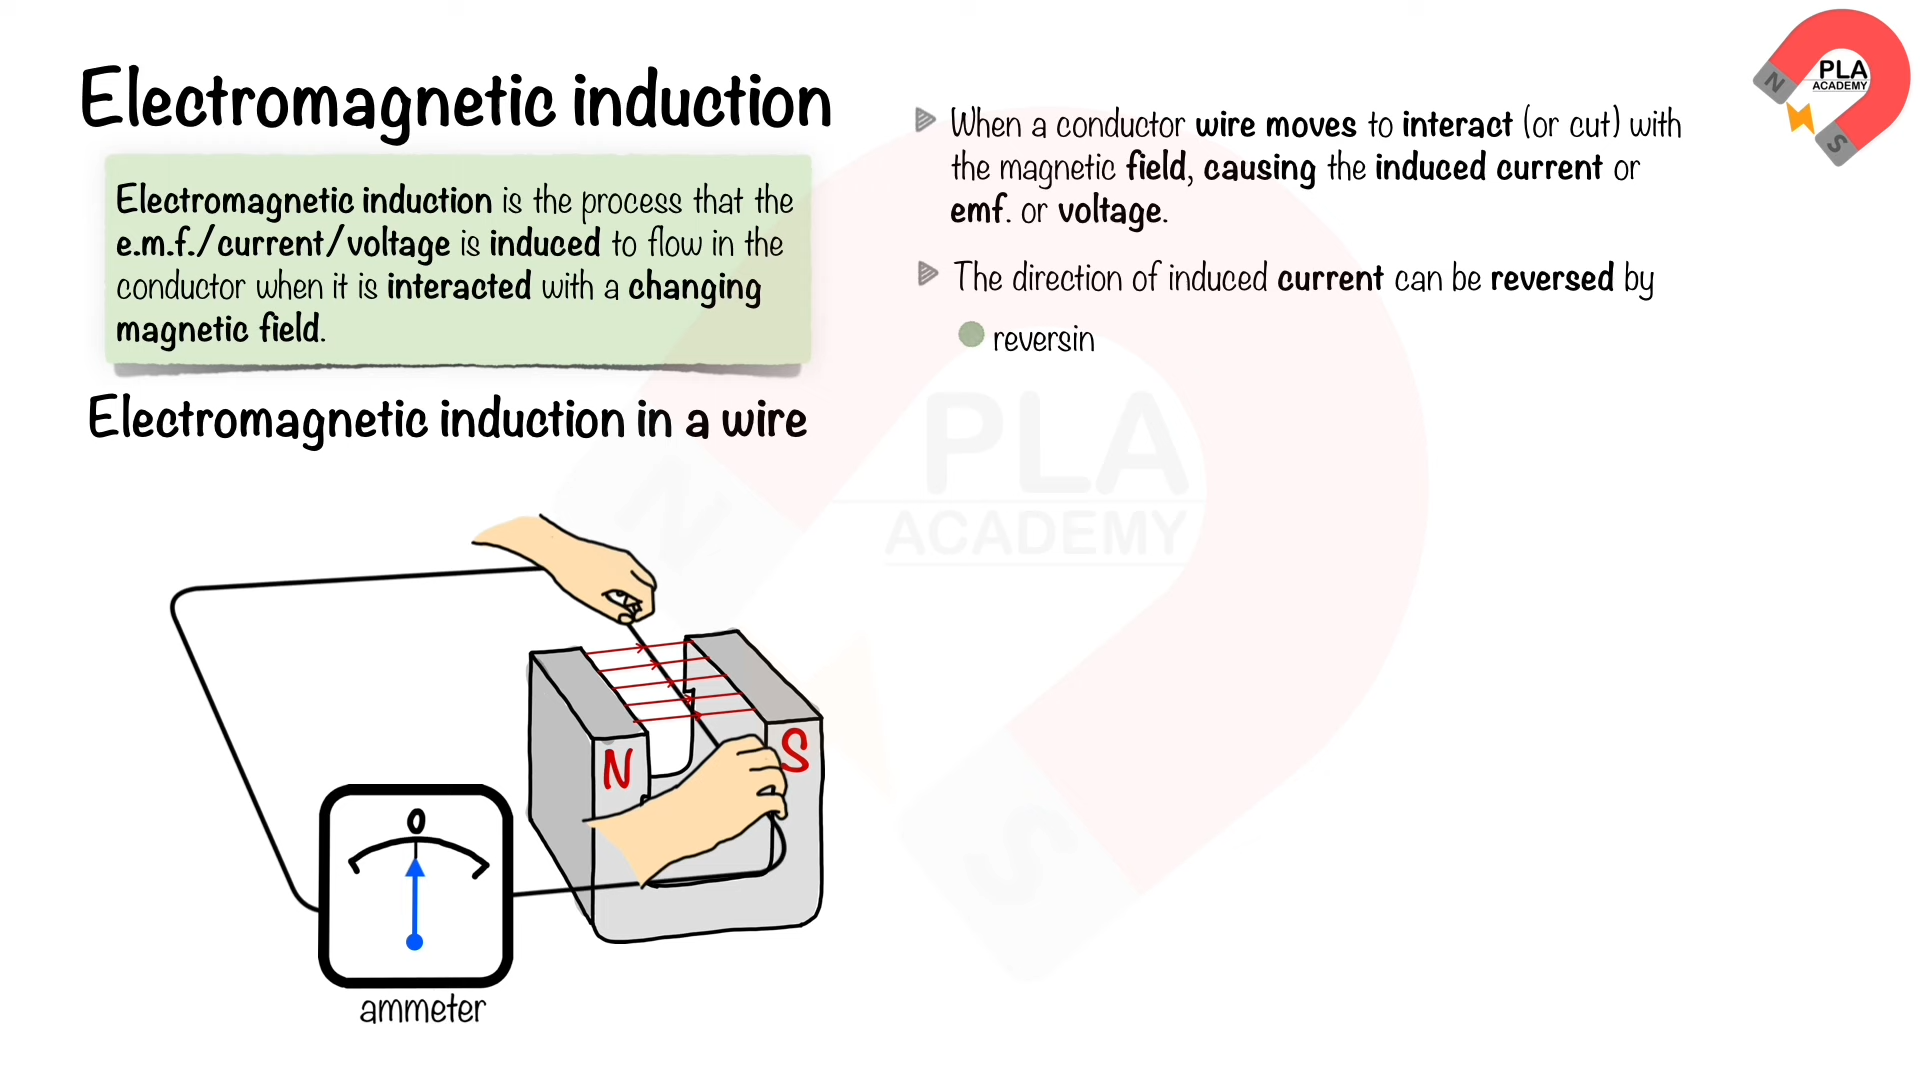 Electromagnetic induction
Electromagnetic induction is the process that the
e.m.f./current/voltage is induced to flow in the
conductor when it is interacted with a changing
magnetic field.
Electromagnetic induction in a wire
N
S
0
ammeter
When a conductor wire moves to interact (or cut) with
the magnetic field, causing the induced current or
emf. or voltage.
The direction of induced current can be reversed by
reversin
N
PLA
ACADEMY
S
N
PLA
ACADEMY
S